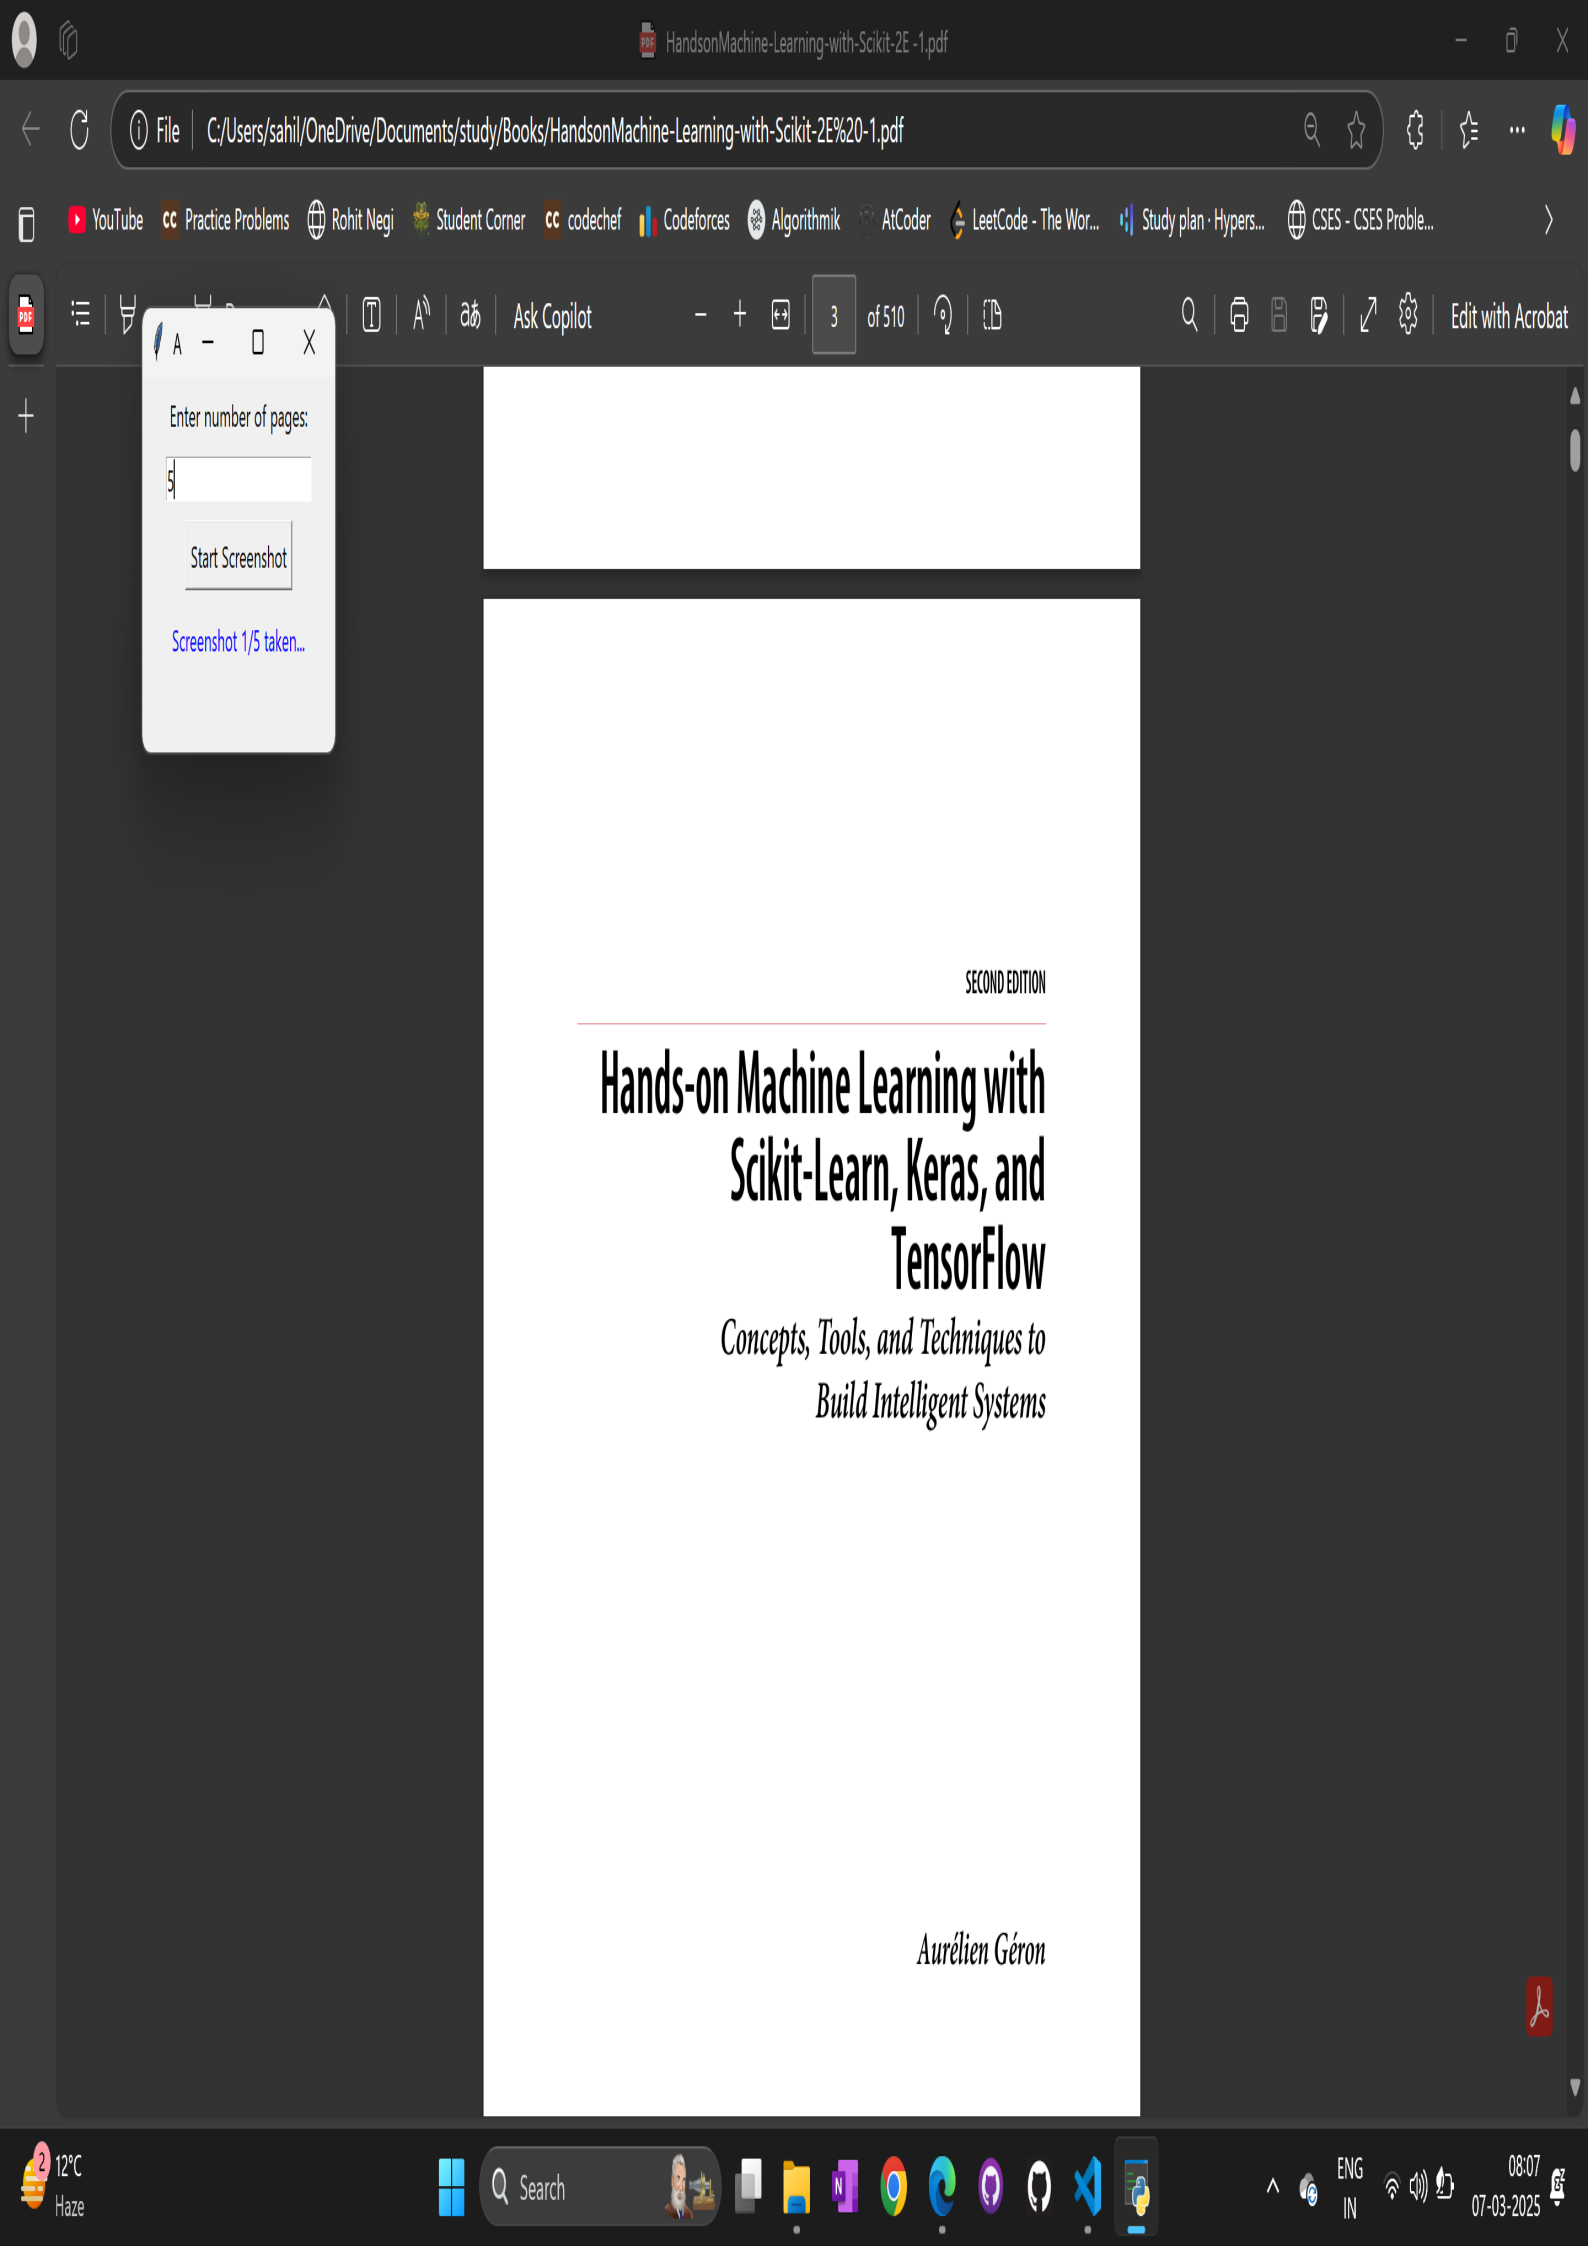 HandsonMachine-Learning-with-Scikit-2E -1.pdf
File
C:/Users/sahil/OneDrive/Documents/study/Books/HandsonMachine-Learning-with-Scikit-2E%20-1.pdf
YouTube
CC Practice Problems
Rohit Negi
Student Corner
CC codechef
Codeforces
Algorithmik
AtCoder
LeetCode - The Wor...
Study plan · Hypers...
CSES - CSES Proble...
PDF
Ask Copilot
3
of 510
Edit with Acrobat
A
Enter number of pages:
5
Start Screenshot
Screenshot 1/5 taken...
SECOND EDITION
Hands-on Machine Learning with
Scikit-Learn, Keras, and
TensorFlow
Concepts, Tools, and Techniques to
Build Intelligent Systems
Aurélien Géron
2
12°C
Haze
Search
ENG
IN
08:07
07-03-2025